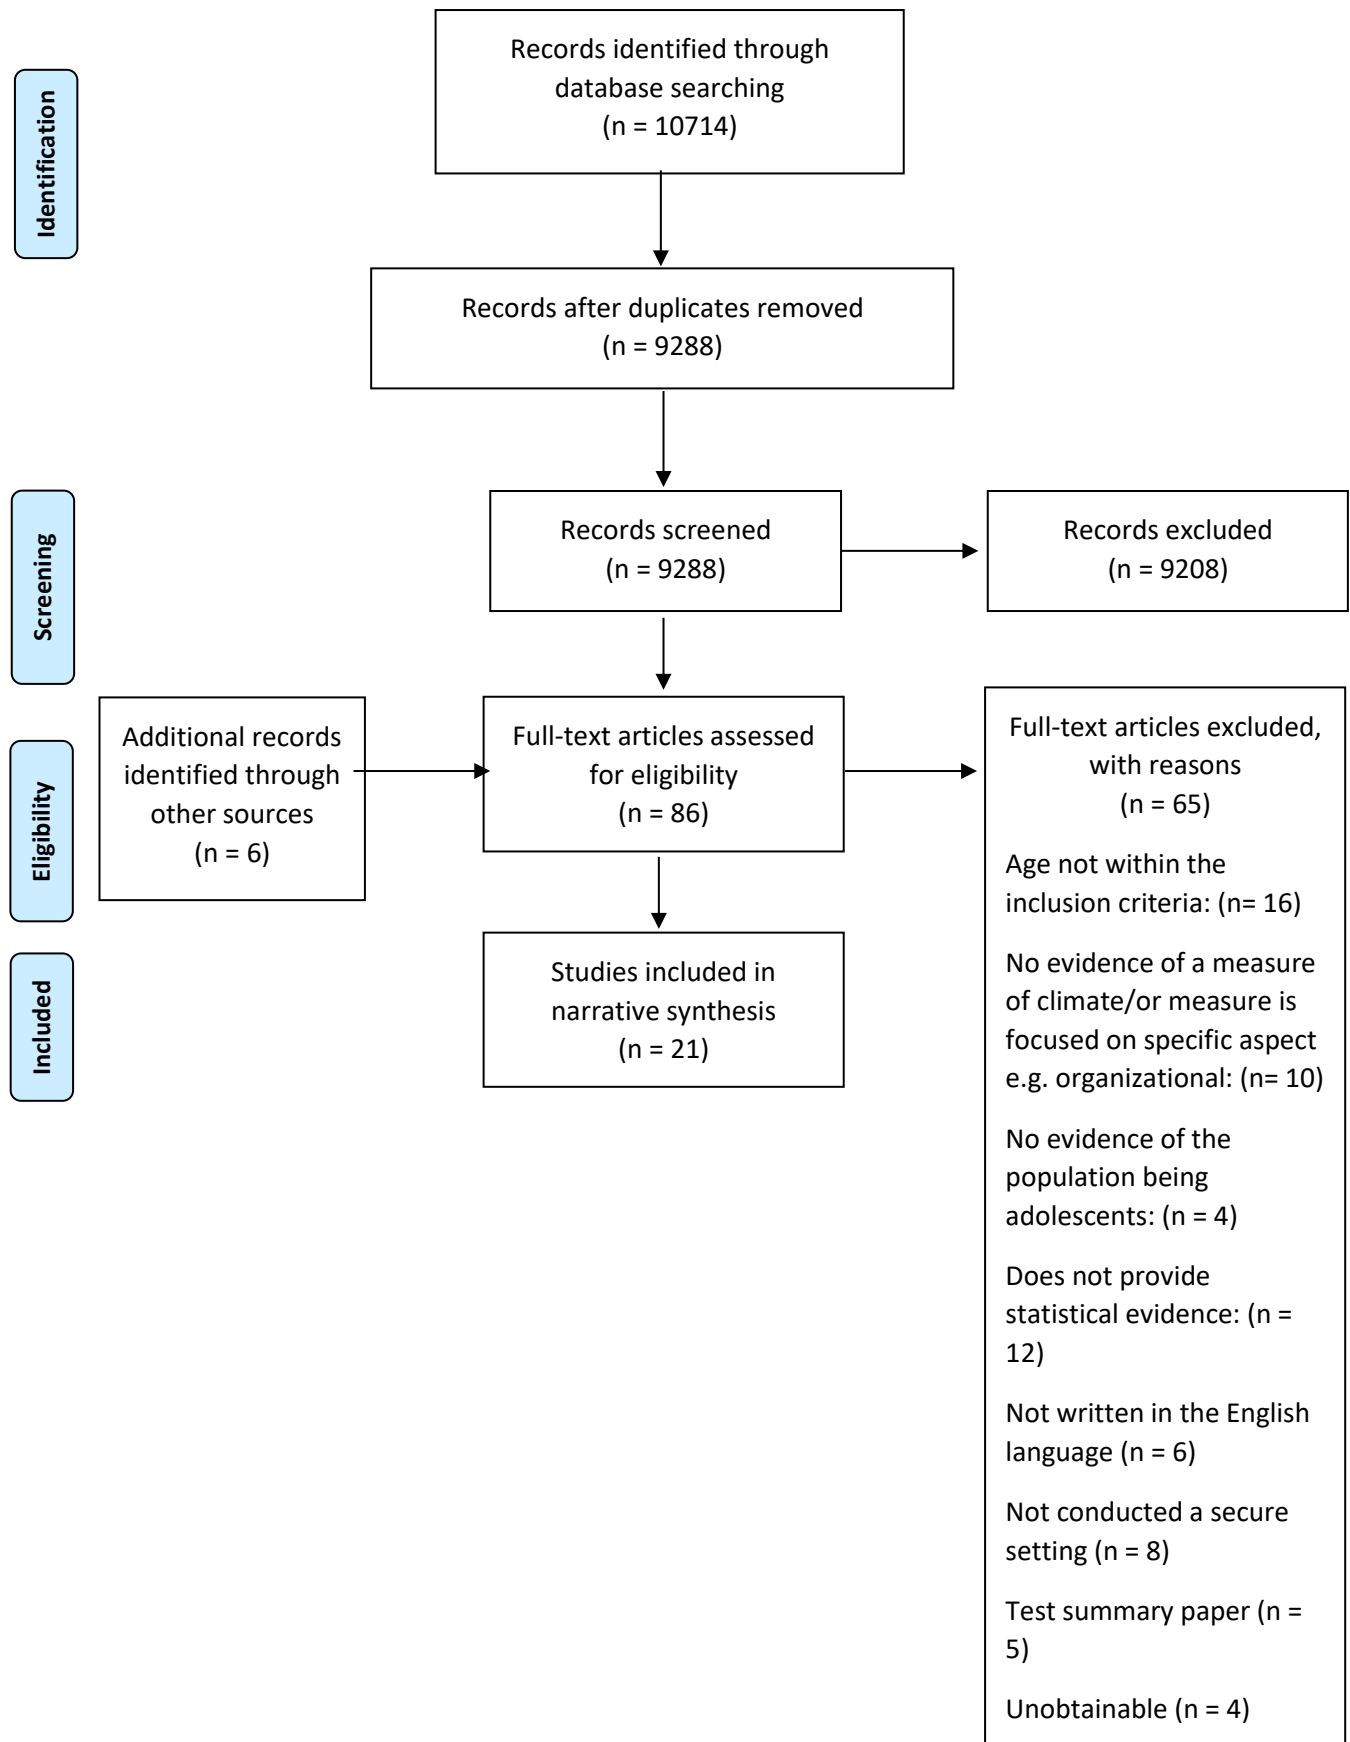 Identification
Records identified through
database searching
(n = 10714)
Records after duplicates removed
(n = 9288)
Screening
Records screened
(n = 9288)
Records excluded
(n = 9208)
Eligibility
Additional records
identified through
other sources
(n = 6)
Full-text articles assessed
for eligibility
(n = 86)
Full-text articles excluded,
with reasons
(n = 65)
Age not within the
inclusion criteria: (n= 16)
No evidence of a measure
of climate/or measure is
focused on specific aspect
e.g. organizational: (n= 10)
No evidence of the
population being
adolescents: (n = 4)
Does not provide
statistical evidence: (n =
12)
Not written in the English
language (n = 6)
Not conducted a secure
setting (n = 8)
Test summary paper (n =
5)
Unobtainable (n = 4)
Included
Studies included in
narrative synthesis
(n = 21)